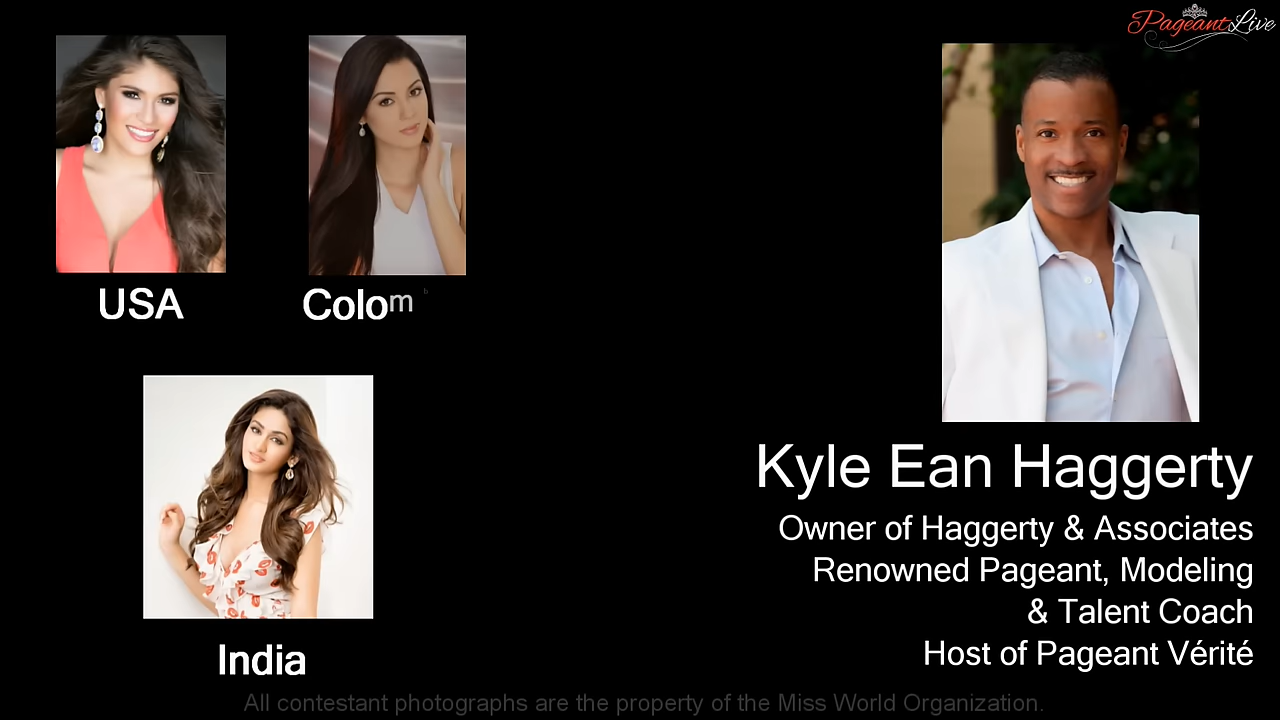 PageantLive
USA
Colom b
India
Kyle Ean Haggerty
Owner of Haggerty & Associates
Renowned Pageant, Modeling
& Talent Coach
Host of Pageant Vérité
All contestant photographs are the property of the Miss World Organization.